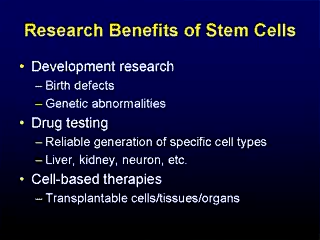 Research Benefits of Stem Cells
• Development research
– Birth defects
– Genetic abnormalities
• Drug testing
– Reliable generation of specific cell types
– Liver, kidney, neuron, etc.
• Cell-based therapies
– Transplantable cells/tissues/organs